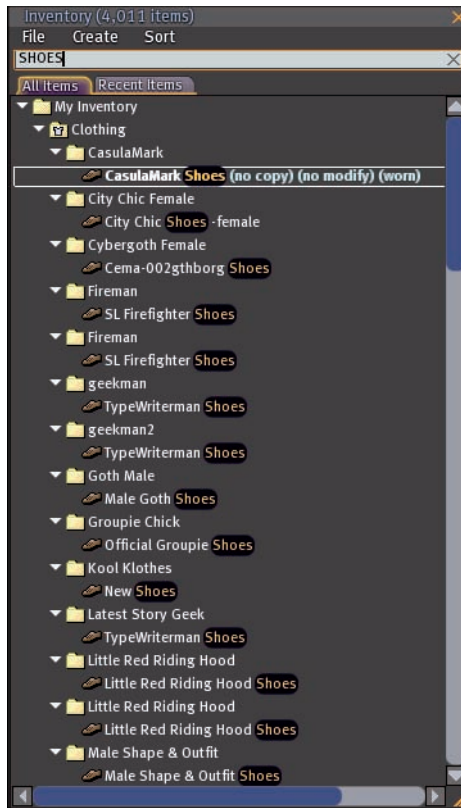 Inventory (4,011 items)
File Create Sort
SHOES
All Items Recent Items
My Inventory
Clothing
CasulaMark
CasulaMark Shoes (no copy) (no modify) (worn)
City Chic Female
City Chic Shoes -female
Cybergoth Female
Cema-002gthborg Shoes
Fireman
SL Firefighter Shoes
Fireman
SL Firefighter Shoes
geekman
TypeWriterman Shoes
geekman2
TypeWriterman Shoes
Goth Male
Male Goth Shoes
Groupie Chick
Official Groupie Shoes
Kool Klothes
New Shoes
Latest Story Geek
TypeWriterman Shoes
Little Red Riding Hood
Little Red Riding Hood Shoes
Little Red Riding Hood
Little Red Riding Hood Shoes
Male Shape & Outfit
Male Shape & Outfit Shoes